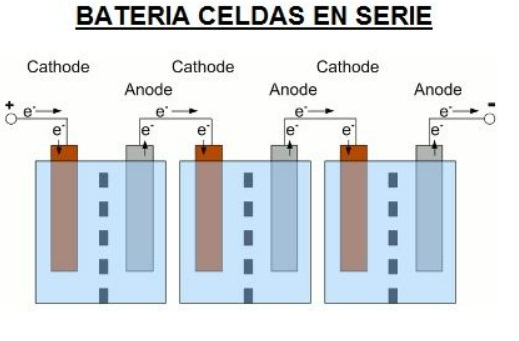 BATERIA CELDAS EN SERIE
Cathode Cathode Cathode
Anode Anode Anode
+ e- e- e- -
e- e- e- e- e- e-